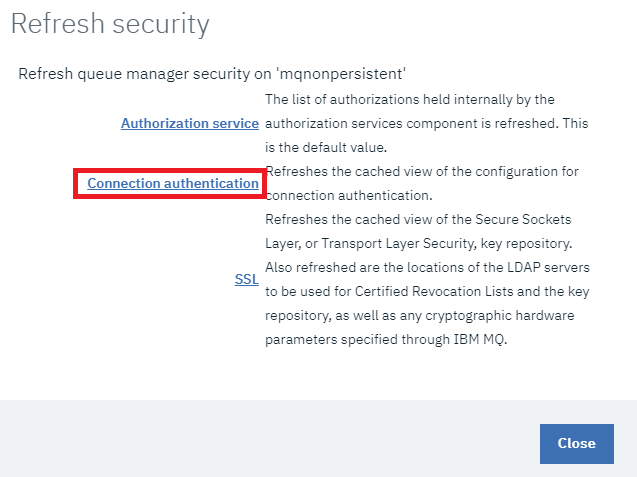 Refresh security
Refresh queue manager security on 'mqnonpersistent'
Authorization service
The list of authorizations held internally by the
authorization services component is refreshed. This
is the default value.
Connection authentication
Refreshes the cached view of the configuration for
connection authentication.
SSL
Refreshes the cached view of the Secure Sockets
Layer, or Transport Layer Security, key repository.
Also refreshed are the locations of the LDAP servers
to be used for Certified Revocation Lists and the key
repository, as well as any cryptographic hardware
parameters specified through IBM MQ.
Close